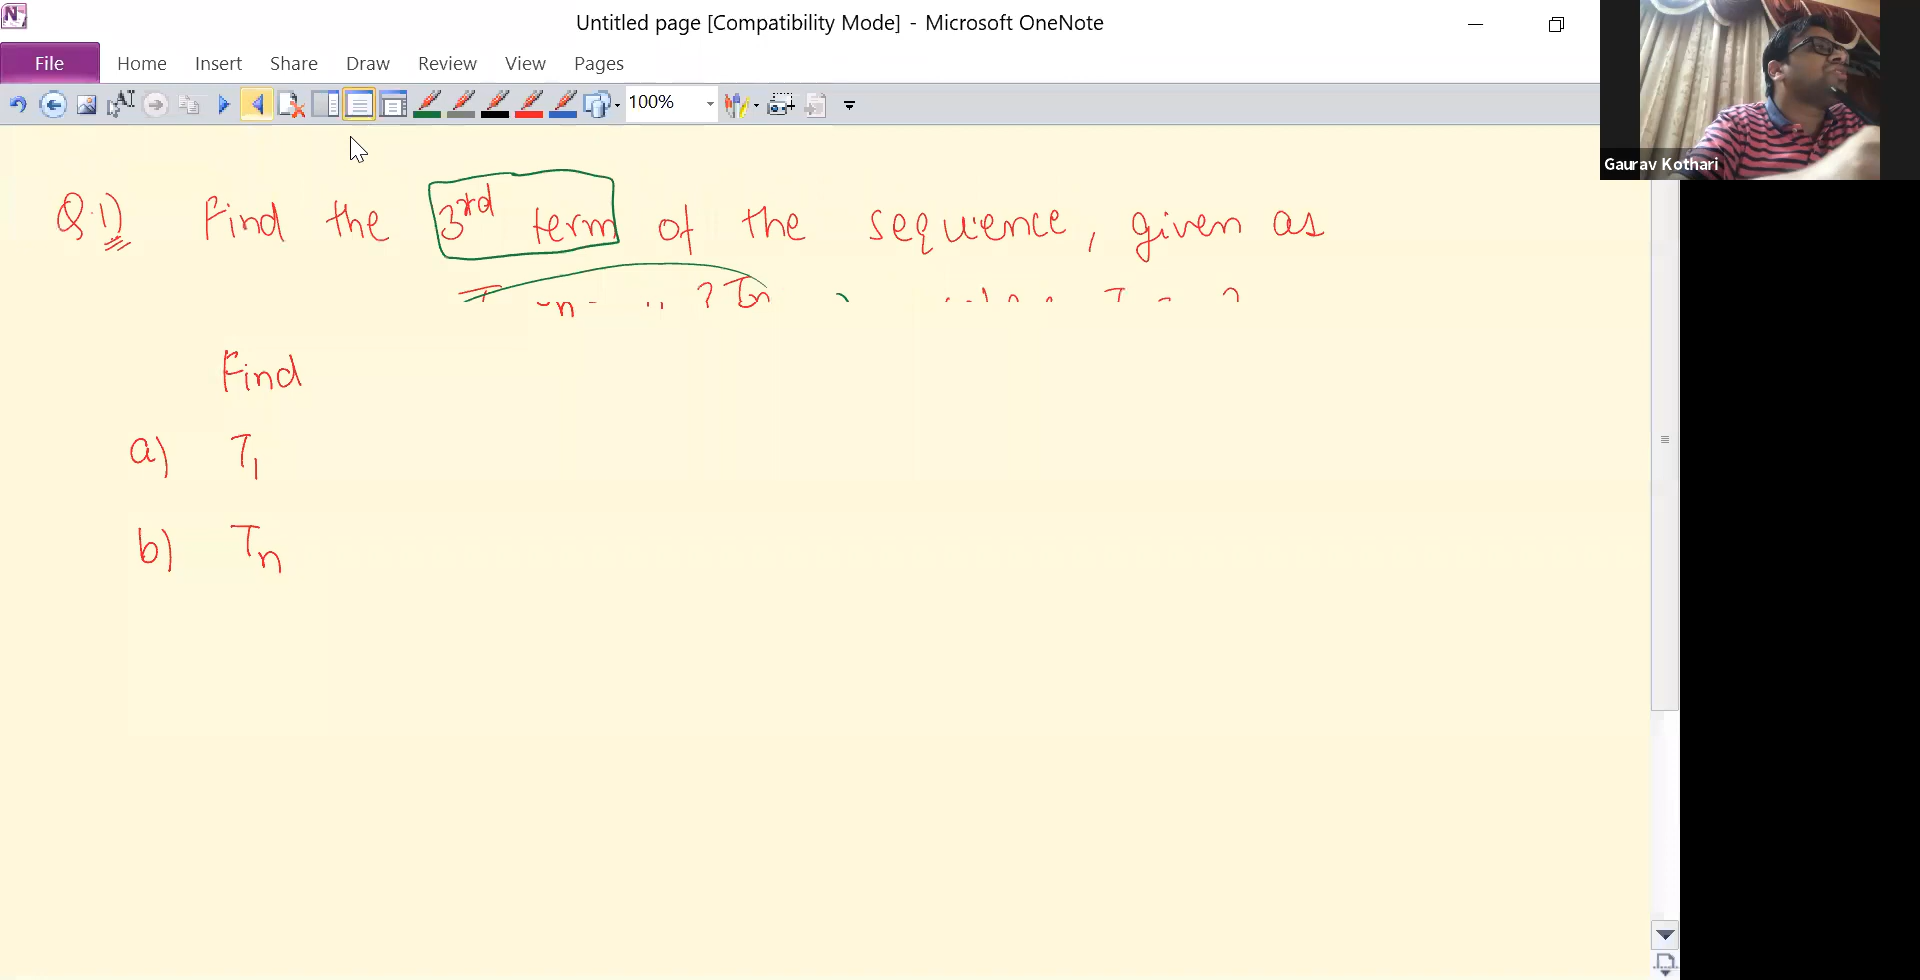 Untitled page [Compatibility Mode] - Microsoft OneNote
File Home Insert Share Draw Review View Pages
100%
Gaurav Kothari
Q.1) Find the 3rd term of the sequence, given as
Find
a) T1
b) Tn